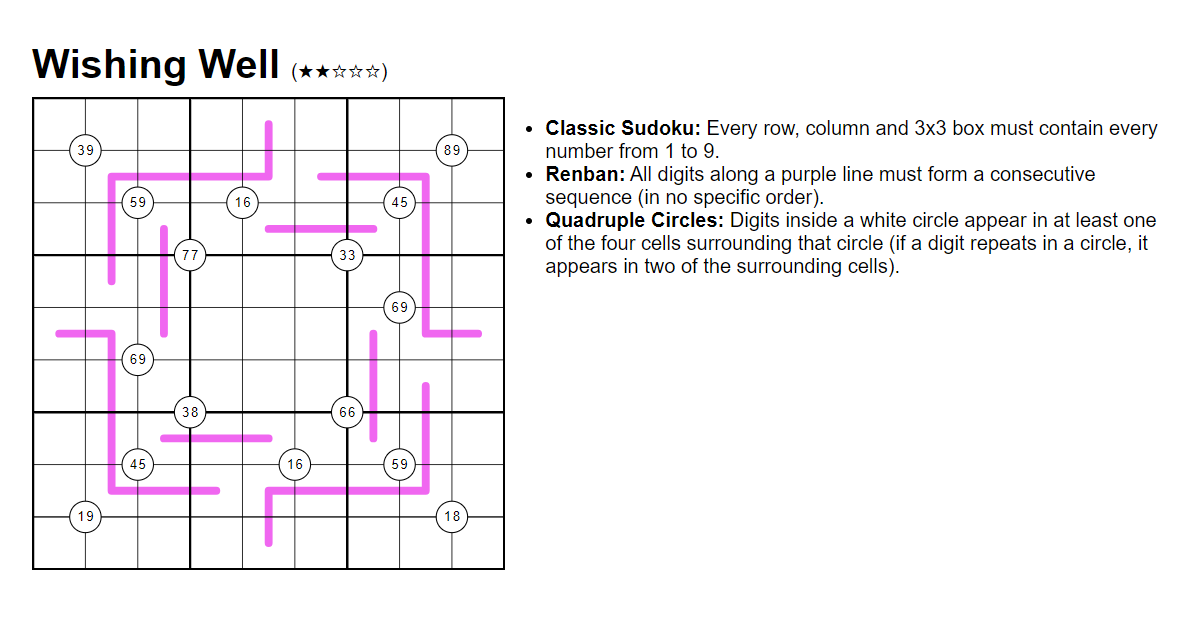 Wishing Well (★★☆☆☆)
• Classic Sudoku: Every row, column and 3x3 box must contain every
number from 1 to 9.
• Renban: All digits along a purple line must form a consecutive
sequence (in no specific order).
• Quadruple Circles: Digits inside a white circle appear in at least one
of the four cells surrounding that circle (if a digit repeats in a circle, it
appears in two of the surrounding cells).
39 89
59 16 45
77 33
69
69
38 66
45 16 59
19 18